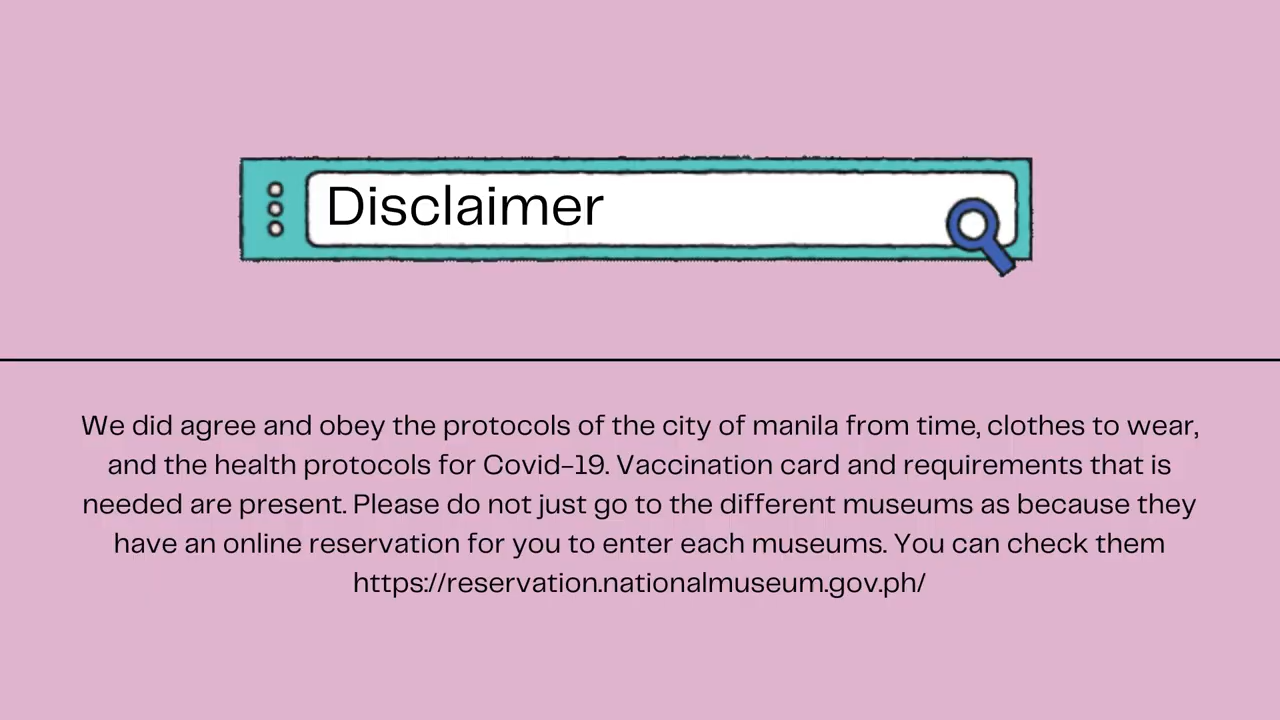 Disclaimer
We did agree and obey the protocols of the city of manila from time, clothes to wear,
and the health protocols for Covid-19. Vaccination card and requirements that is
needed are present. Please do not just go to the different museums as because they
have an online reservation for you to enter each museums. You can check them
https://reservation.nationalmuseum.gov.ph/